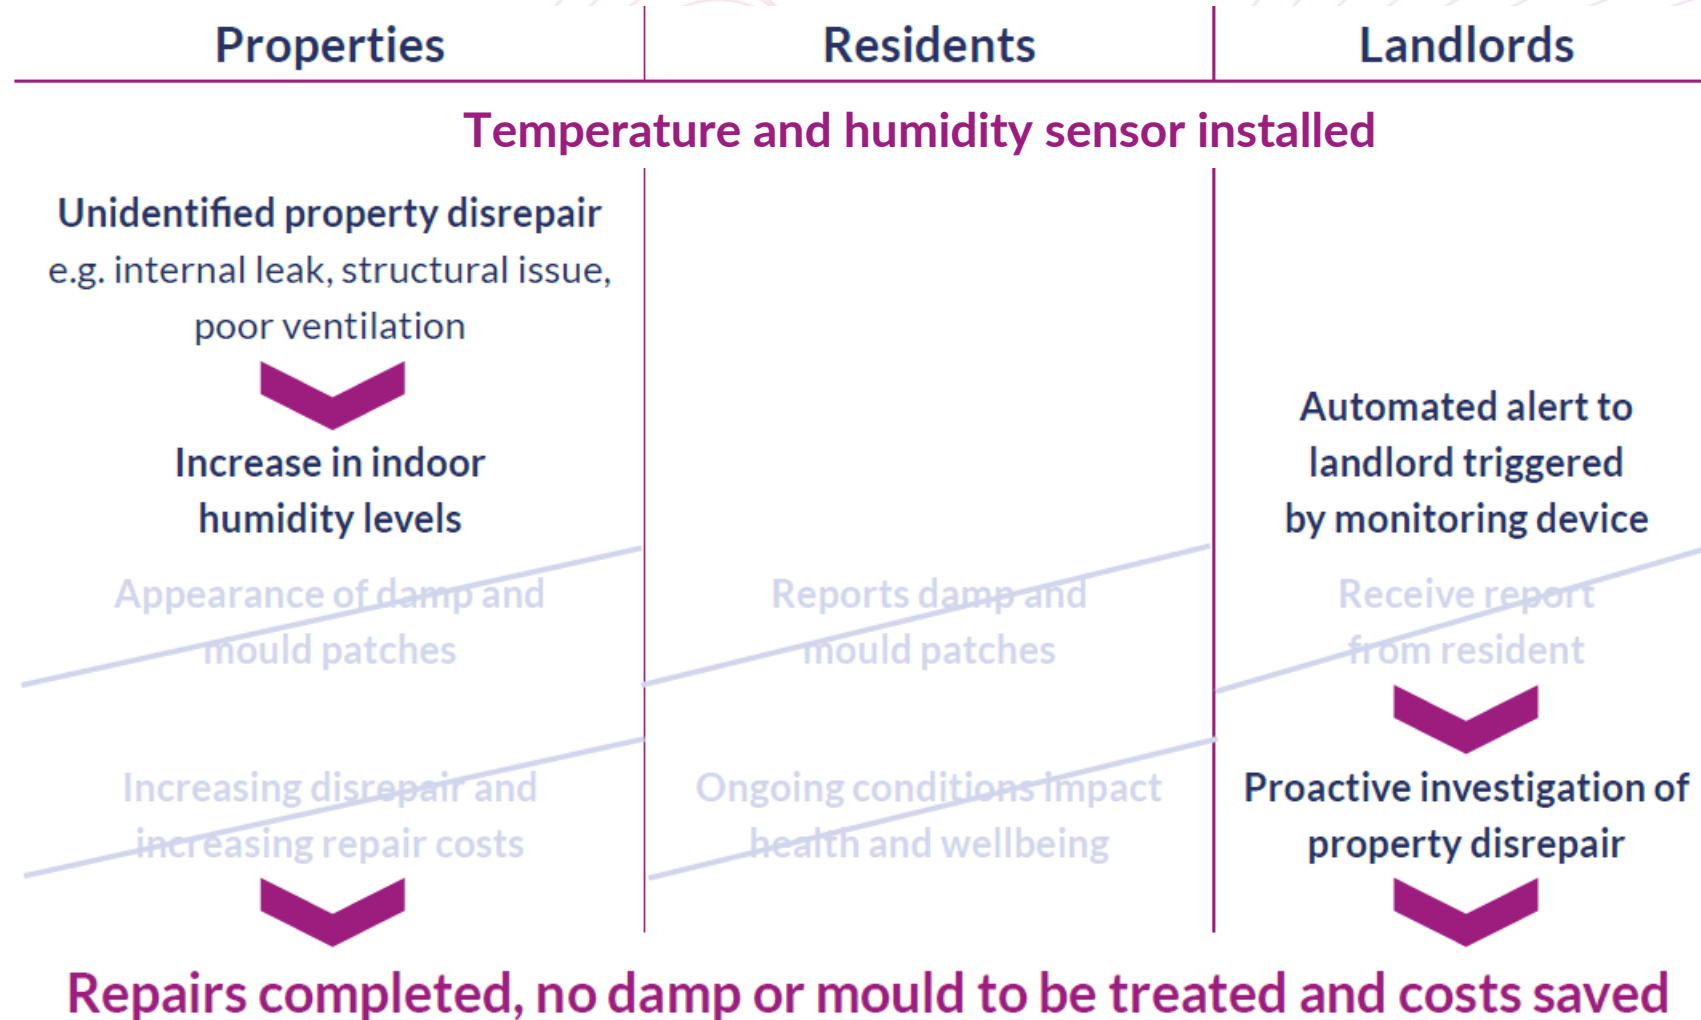 Properties
Residents
Landlords
Temperature and humidity sensor installed
Unidentified property disrepair
e.g. internal leak, structural issue,
poor ventilation
Increase in indoor
humidity levels
Automated alert to
landlord triggered
by monitoring device
Appearance of damp and
mould patches
Reports damp and
mould patches
Receive report
from resident
Increasing disrepair and
increasing repair costs
Ongoing conditions impact
health and wellbeing
Proactive investigation of
property disrepair
Repairs completed, no damp or mould to be treated and costs saved